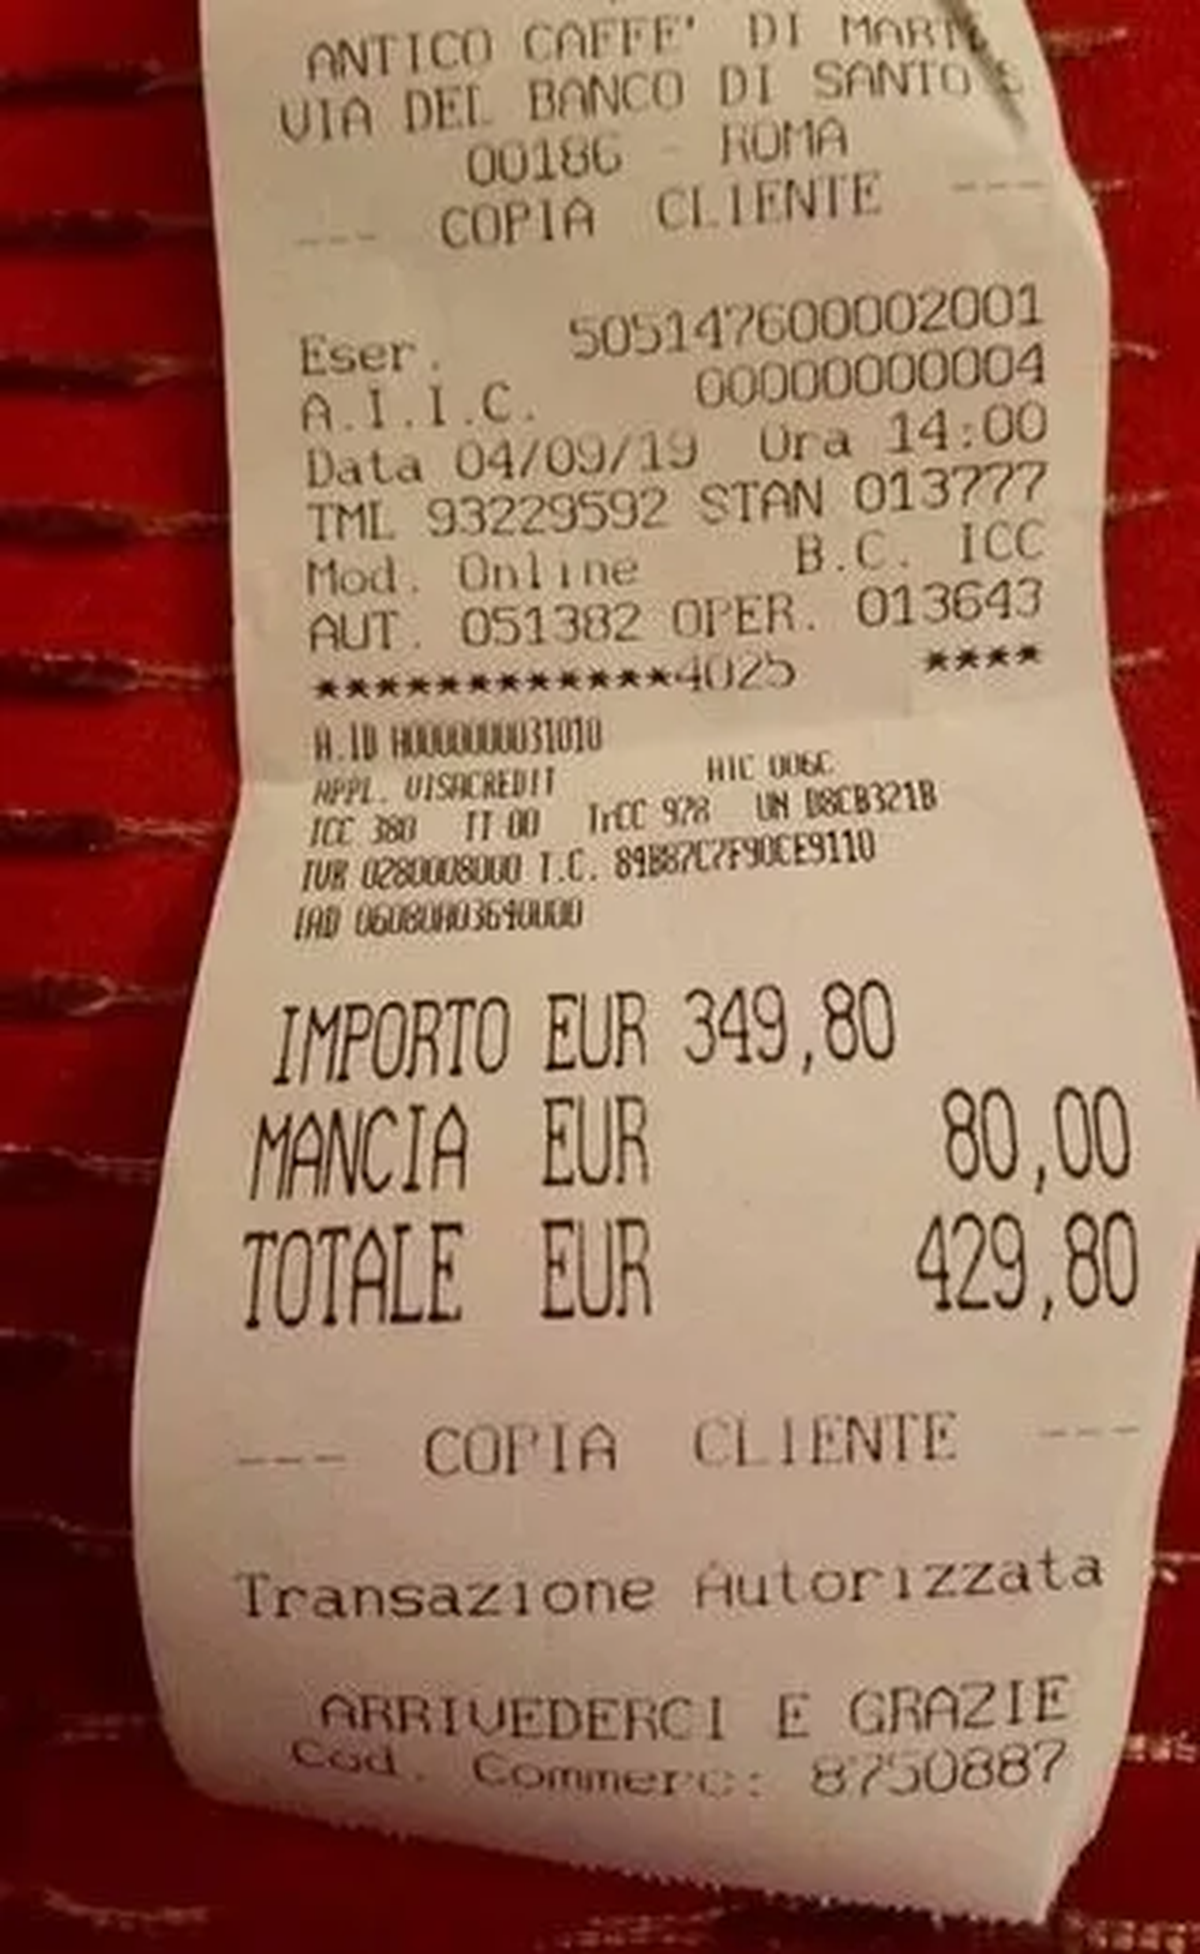 ANTICO CAFFE' DI MART
VIA DEL BANCO DI SANTO S
00186 - ROMA
--- COPIA CLIENTE ---
Eser. 505147600002001
A.I.I.C. 00000000004
Data 04/09/19 Ora 14:00
TML 93229592 STAN 013777
Mod. Online B.C. ICC
AUT. 051382 OPER. 013643
************4025 ****
A.ID A0000000031010
APPL. VISACREDIT AIC 006C
ICC 380 TT 00 TrCC 978 UN D8CB321B
TVR 0280008000 T.C. 84B87C7F90CE9110
IAD 06080A03640000
IMPORTO EUR 349,80
MANCIA EUR 80,00
TOTALE EUR 429,80
--- COPIA CLIENTE ---
Transazione Autorizzata
ARRIVEDERCI E GRAZIE
Cod. Commerc: 8750887